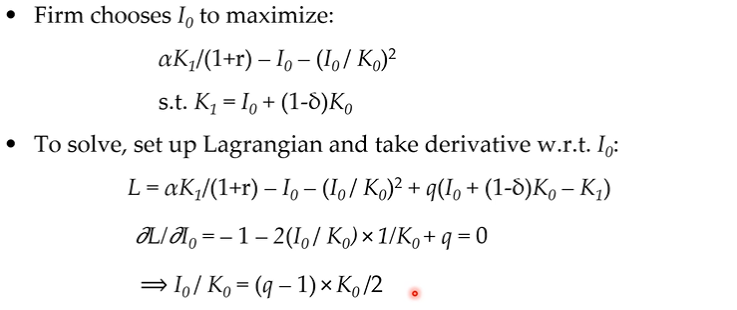 • Firm chooses I₀ to maximize:
αK₁/(1+r) – I₀ – (I₀ / K₀)²
s.t. K₁ = I₀ + (1-δ)K₀
• To solve, set up Lagrangian and take derivative w.r.t. I₀:
L = αK₁/(1+r) – I₀ – (I₀ / K₀)² + q(I₀ + (1-δ)K₀ – K₁)
∂L/∂I₀ = – 1 – 2(I₀ / K₀) × 1/K₀ + q = 0
⟹ I₀ / K₀ = (q – 1) × K₀ /2